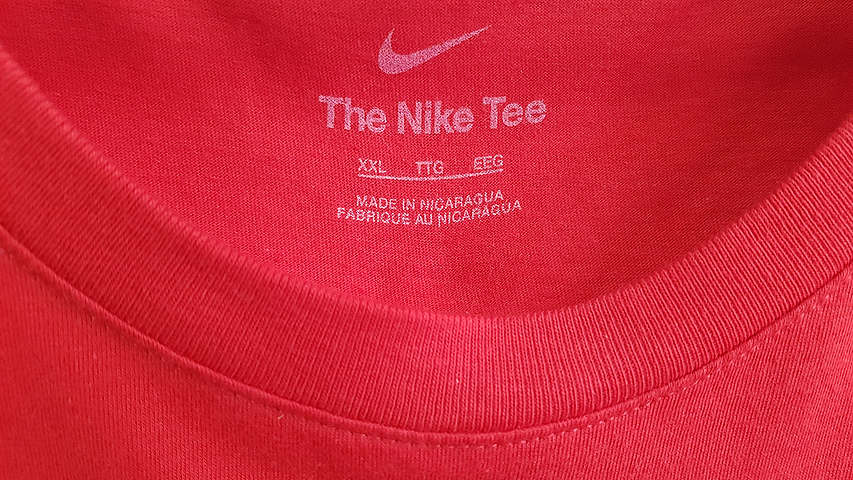 The Nike Tee
XXL TTG EEG
MADE IN NICARAGUA
FABRIQUE AU NICARAGUA